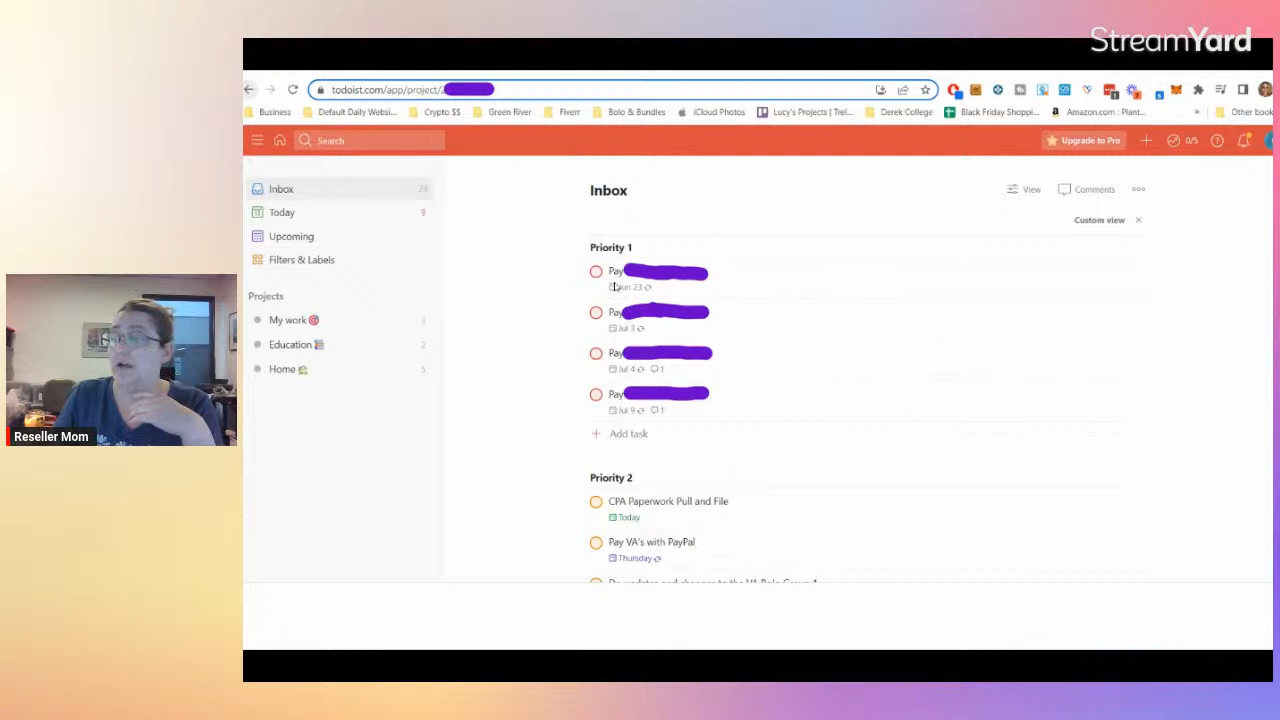 StreamYard
todoist.com/app/project/
Business Default Daily Websi... Crypto $$ Green River Fiverr Bolo & Bundles iCloud Photos Lucy's Projects | Trel... Derek College Black Friday Shoppi... Amazon.com : Plant... » Other book
Search Upgrade to Pro 0/5
Inbox 23
Today 9
Upcoming
Filters & Labels
Projects
My work
Education 2
Home 5
Inbox
View Comments
Custom view
Priority 1
Pay
Jun 23
Pay
Jul 3
Pay
Jul 4 1
Pay
Jul 9 1
Add task
Priority 2
CPA Paperwork Pull and File
Today
Pay VA's with PayPal
Thursday
Reseller Mom